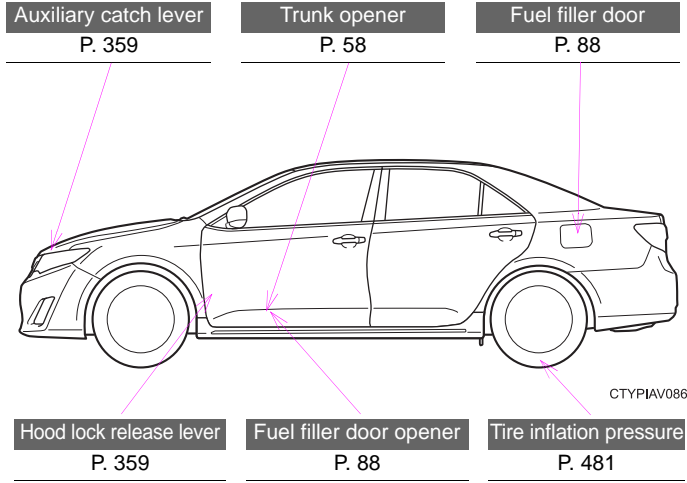 Auxiliary catch lever
P. 359
Trunk opener
P. 58
Fuel filler door
P. 88
CTYPIAV086
Hood lock release lever
P. 359
Fuel filler door opener
P. 88
Tire inflation pressure
P. 481